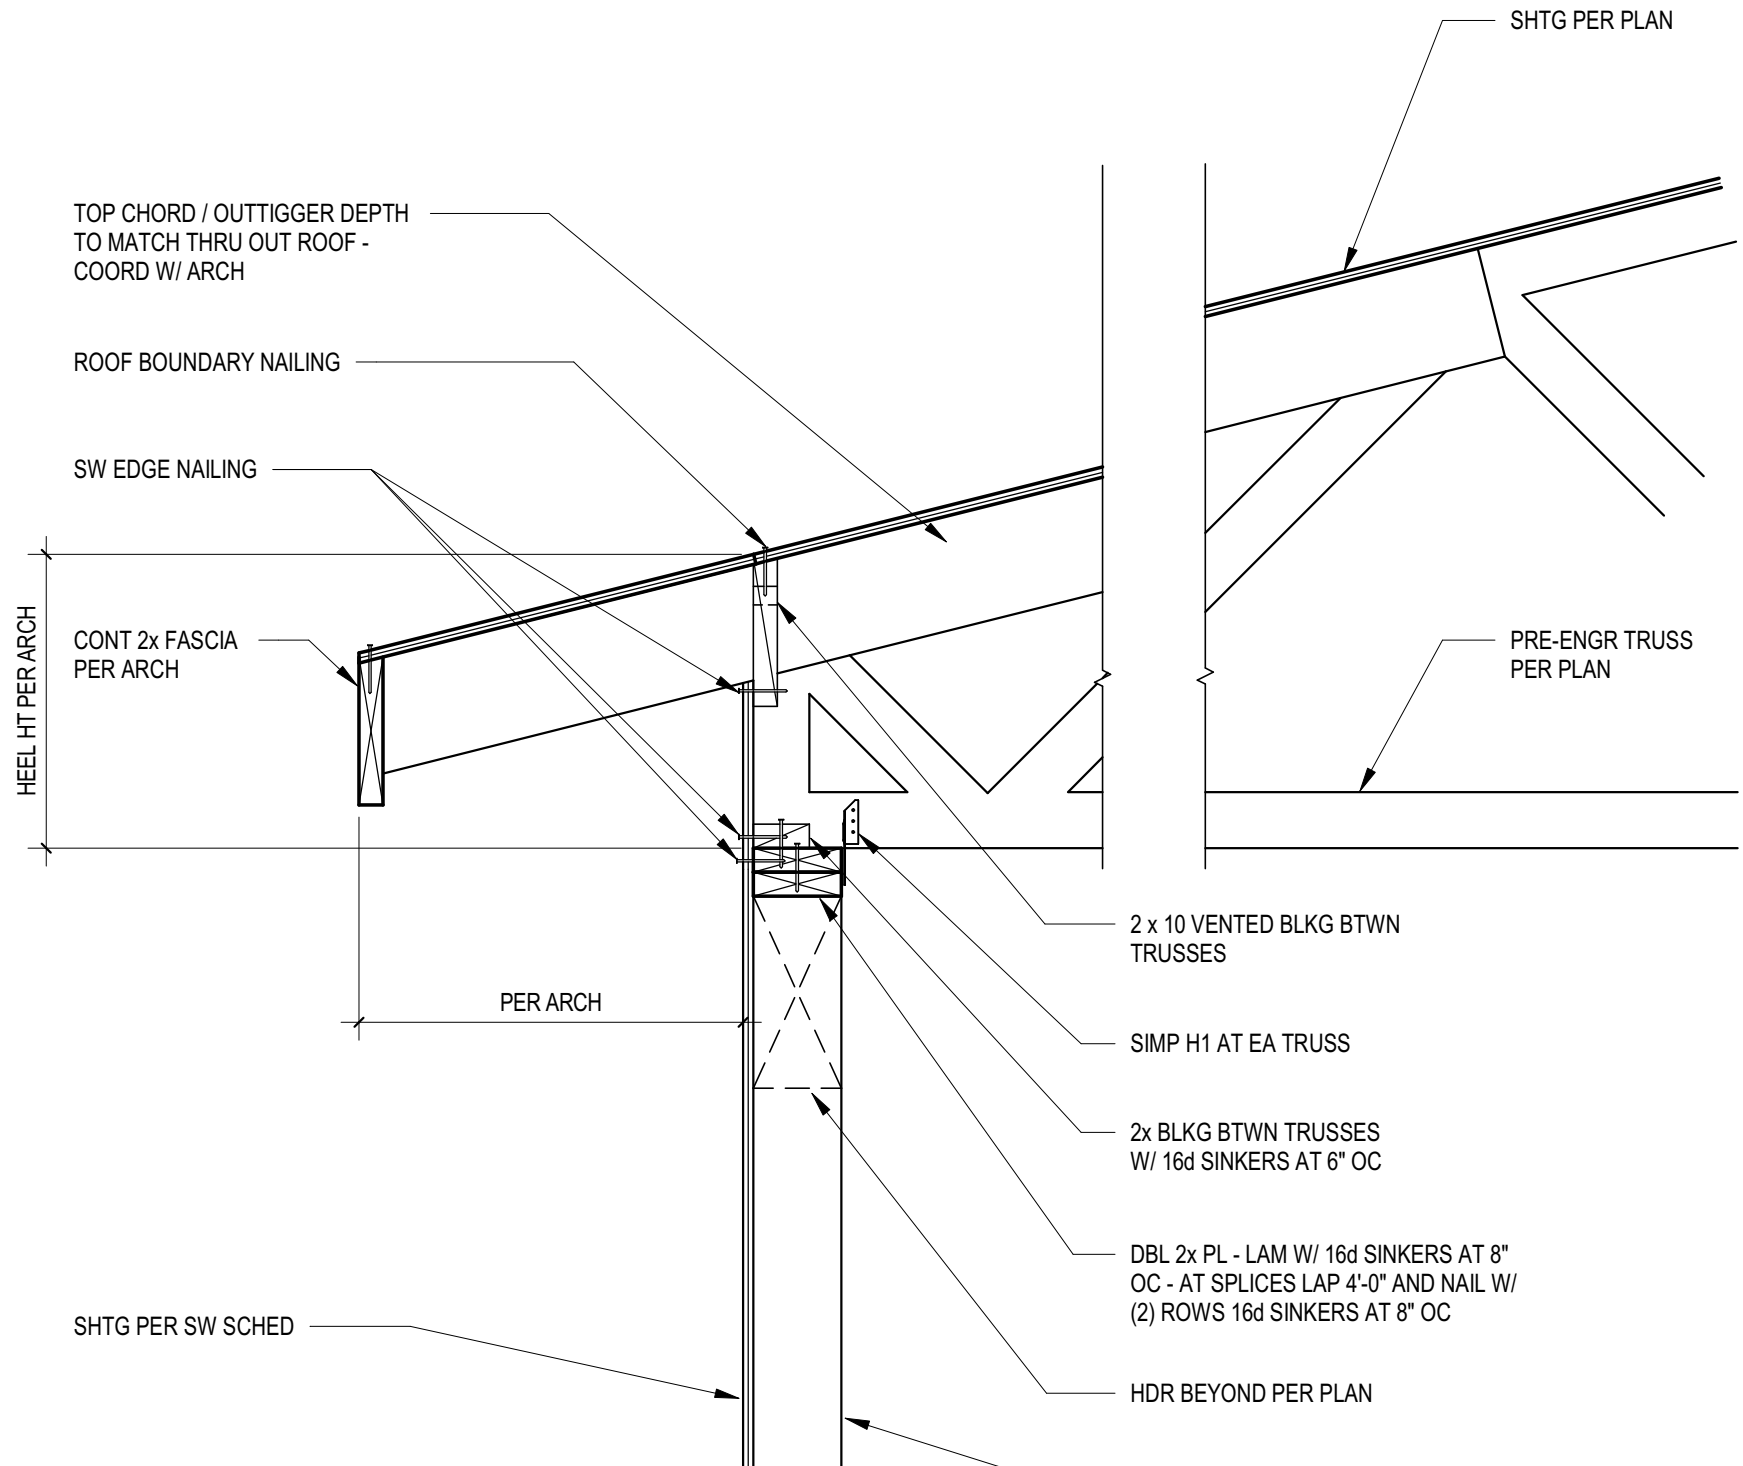 SHTG PER PLAN
TOP CHORD / OUTTIGGER DEPTH
TO MATCH THRU OUT ROOF -
COORD W/ ARCH
ROOF BOUNDARY NAILING
SW EDGE NAILING
HEEL HT PER ARCH
CONT 2x FASCIA
PER ARCH
PRE-ENGR TRUSS
PER PLAN
2 x 10 VENTED BLKG BTWN
TRUSSES
PER ARCH
SIMP H1 AT EA TRUSS
2x BLKG BTWN TRUSSES
W/ 16d SINKERS AT 6" OC
DBL 2x PL - LAM W/ 16d SINKERS AT 8"
OC - AT SPLICES LAP 4'-0" AND NAIL W/
(2) ROWS 16d SINKERS AT 8" OC
SHTG PER SW SCHED
HDR BEYOND PER PLAN